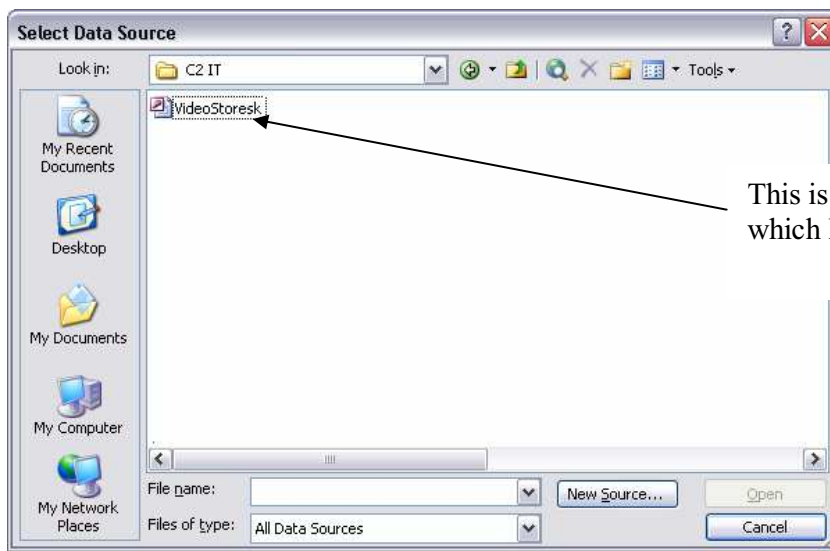 Select Data Source
Look in:
C2 IT
Tools
VideoStoresk
My Recent
Documents
Desktop
My Documents
My Computer
My Network
Places
This is
which
File name:
New Source...
Open
Files of type:
All Data Sources
Cancel